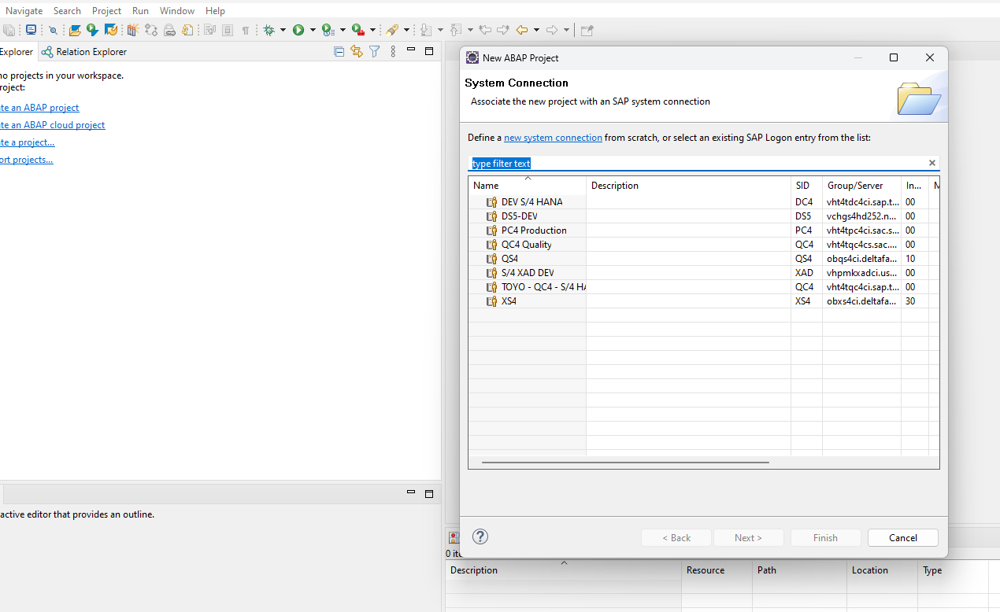 Navigate Search Project Run Window Help
Explorer Relation Explorer
no projects in your workspace.
roject:
te an ABAP project
te an ABAP cloud project
te a project...
ort projects...
active editor that provides an outline.
New ABAP Project
System Connection
Associate the new project with an SAP system connection
Define a new system connection from scratch, or select an existing SAP Logon entry from the list:
type filter text
Name Description SID Group/Server In... M
DEV S/4 HANA DC4 vht4tdc4ci.sap.t... 00
DS5-DEV DS5 vchgs4hd252.n... 00
PC4 Production PC4 vht4tpc4ci.sac.s... 00
QC4 Quality QC4 vht4tqc4cs.sac.... 00
QS4 QS4 obqs4ci.deltafa... 10
S/4 XAD DEV XAD vhpmkxadci.us... 00
TOYO - QC4 - S/4 HA QC4 vht4tqc4ci.sap.t... 00
XS4 XS4 obxs4ci.deltafa... 30
< Back Next > Finish Cancel
0 ite
Description Resource Path Location Type